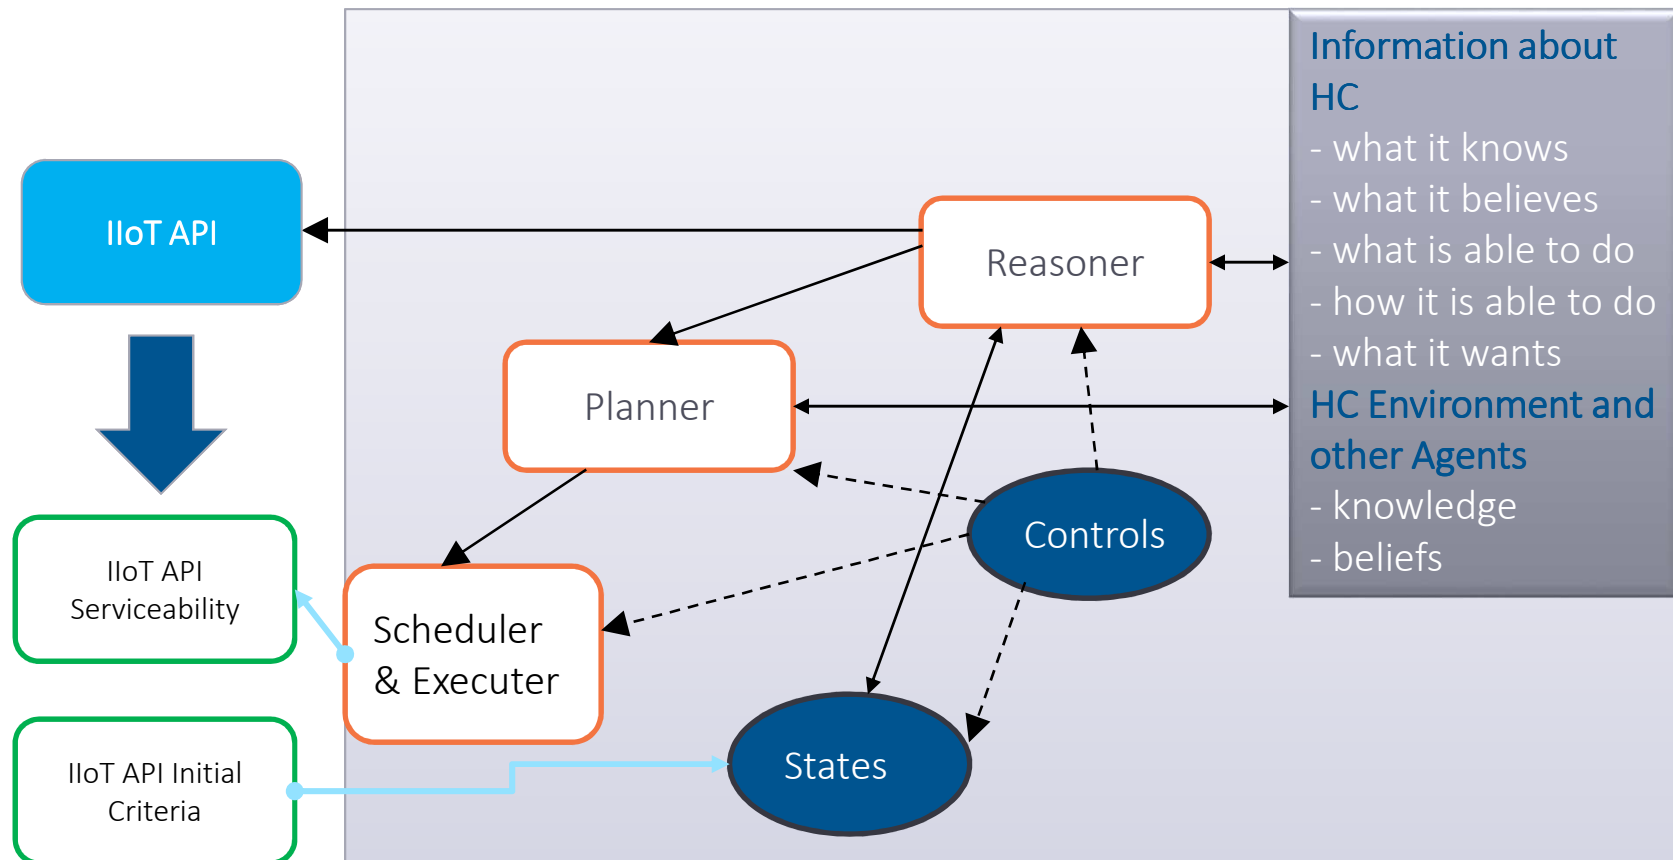 Information about
HC
- what it knows
- what it believes
- what is able to do
- how it is able to do
- what it wants
HC Environment and
other Agents
- knowledge
- beliefs
IIoT API
Reasoner
Planner
Controls
IIoT API
Serviceability
Scheduler
& Executer
States
IIoT API Initial
Criteria